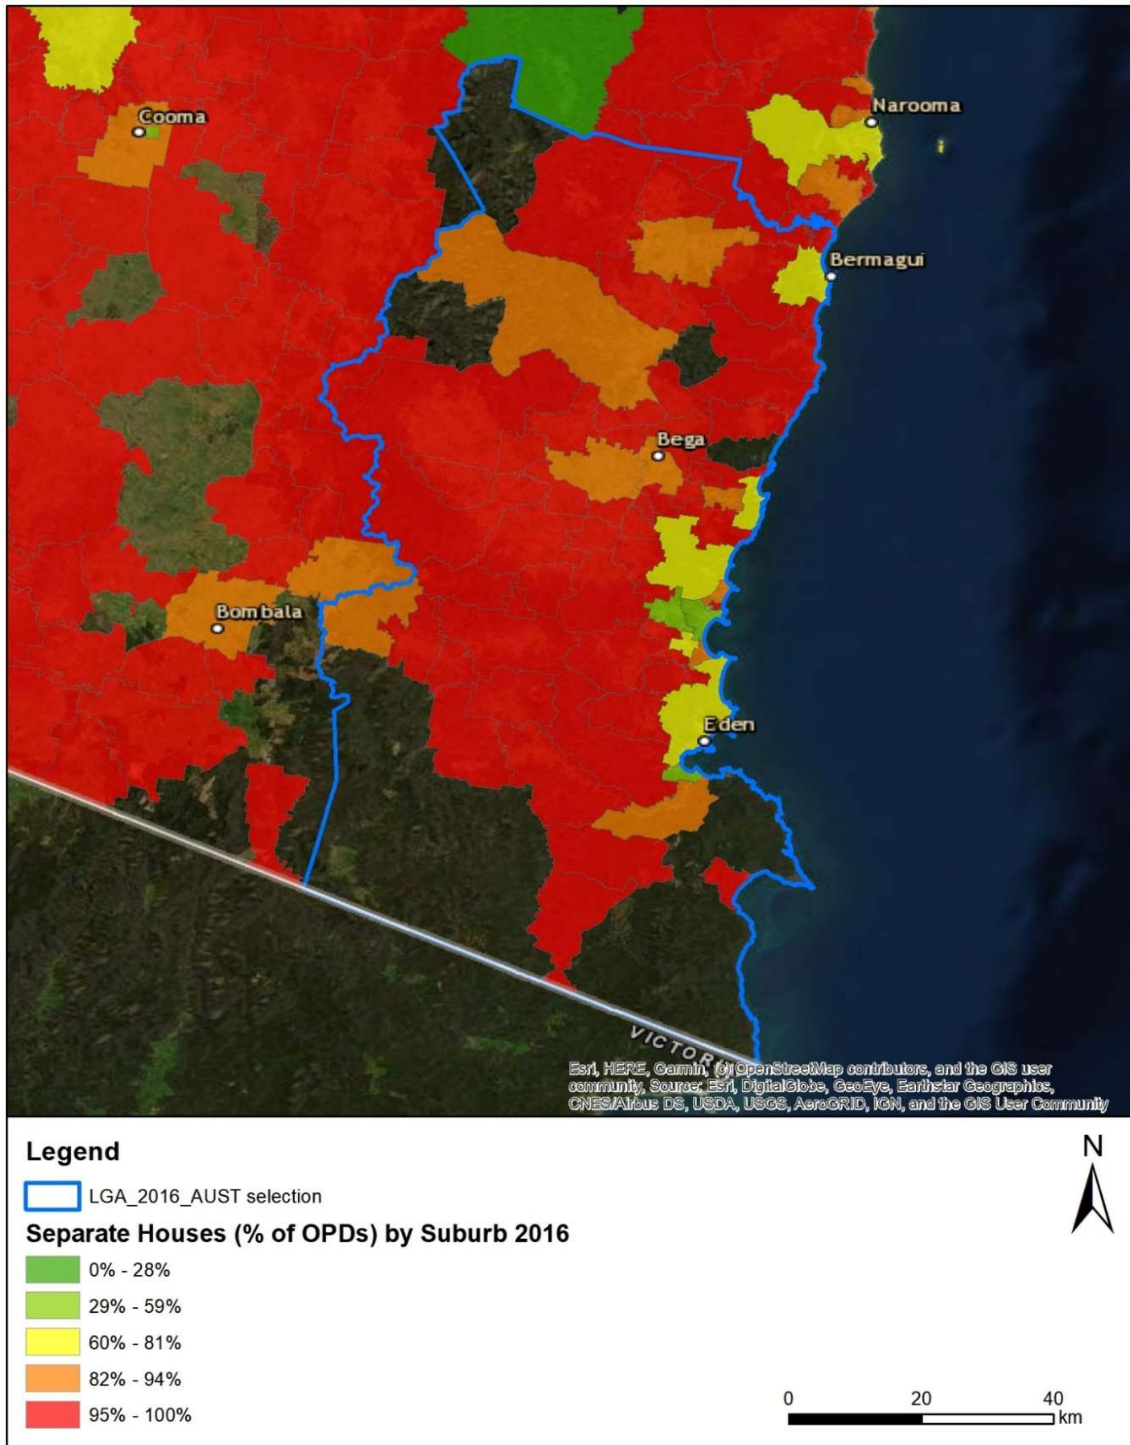 Cooma
Narooma
Bermagui
Bega
Bombala
Eden
Esri, HERE, Garmin, (c) OpenStreetMap contributors, and the GIS user
community, Source: Esri, DigitalGlobe, GeoEye, Earthstar Geographics,
CNES/Airbus DS, USDA, USGS, AeroGRID, IGN, and the GIS User Community
Legend
N
LGA_2016_AUST selection
Separate Houses (% of OPDs) by Suburb 2016
0% - 28%
29% - 59%
60% - 81%
82% - 94%
95% - 100%
0 20 40
km